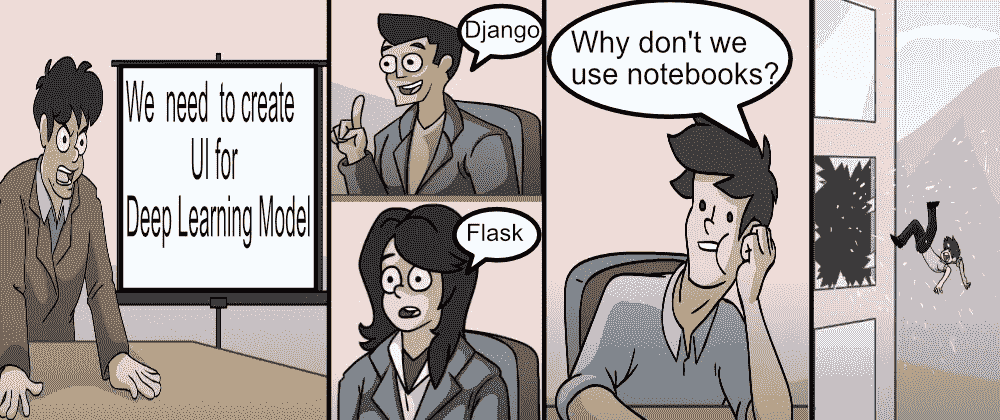 We need to create
UI for
Deep Learning Model
Django
Flask
Why don't we
use notebooks?